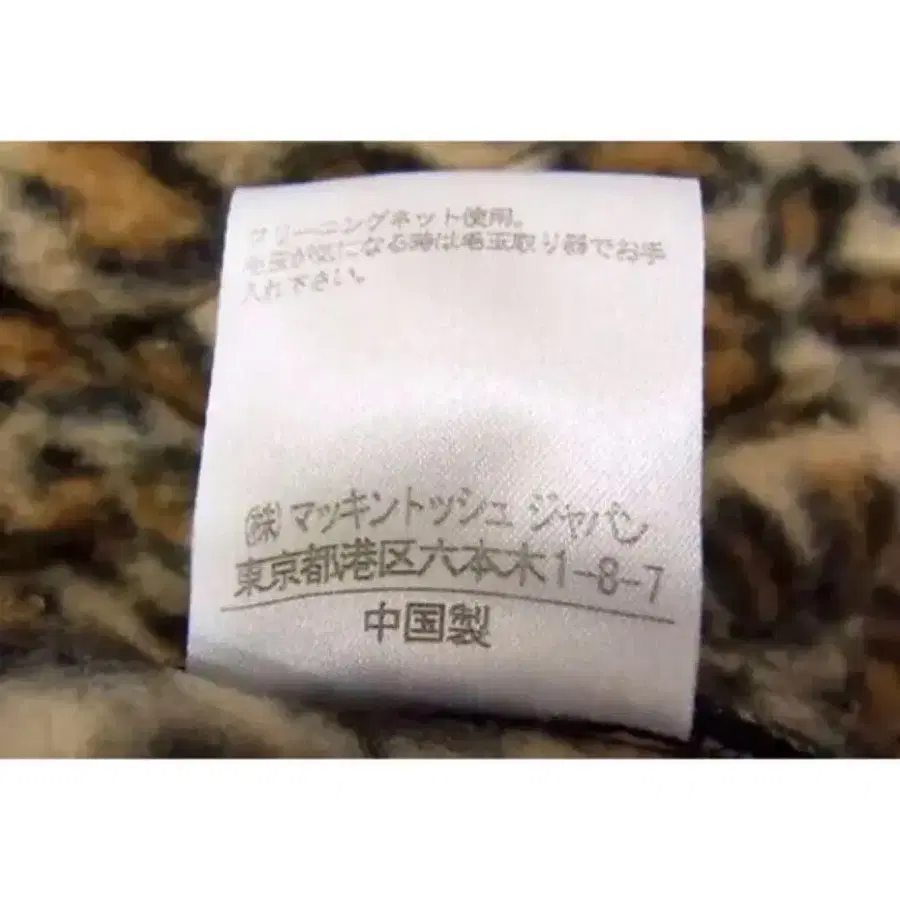 クリーニングネット使用。
毛玉が気になる時は毛玉取り器でお手
入れ下さい。
㈱ マッキントッシュ ジャパン
東京都港区六本木1-8-7
中国製